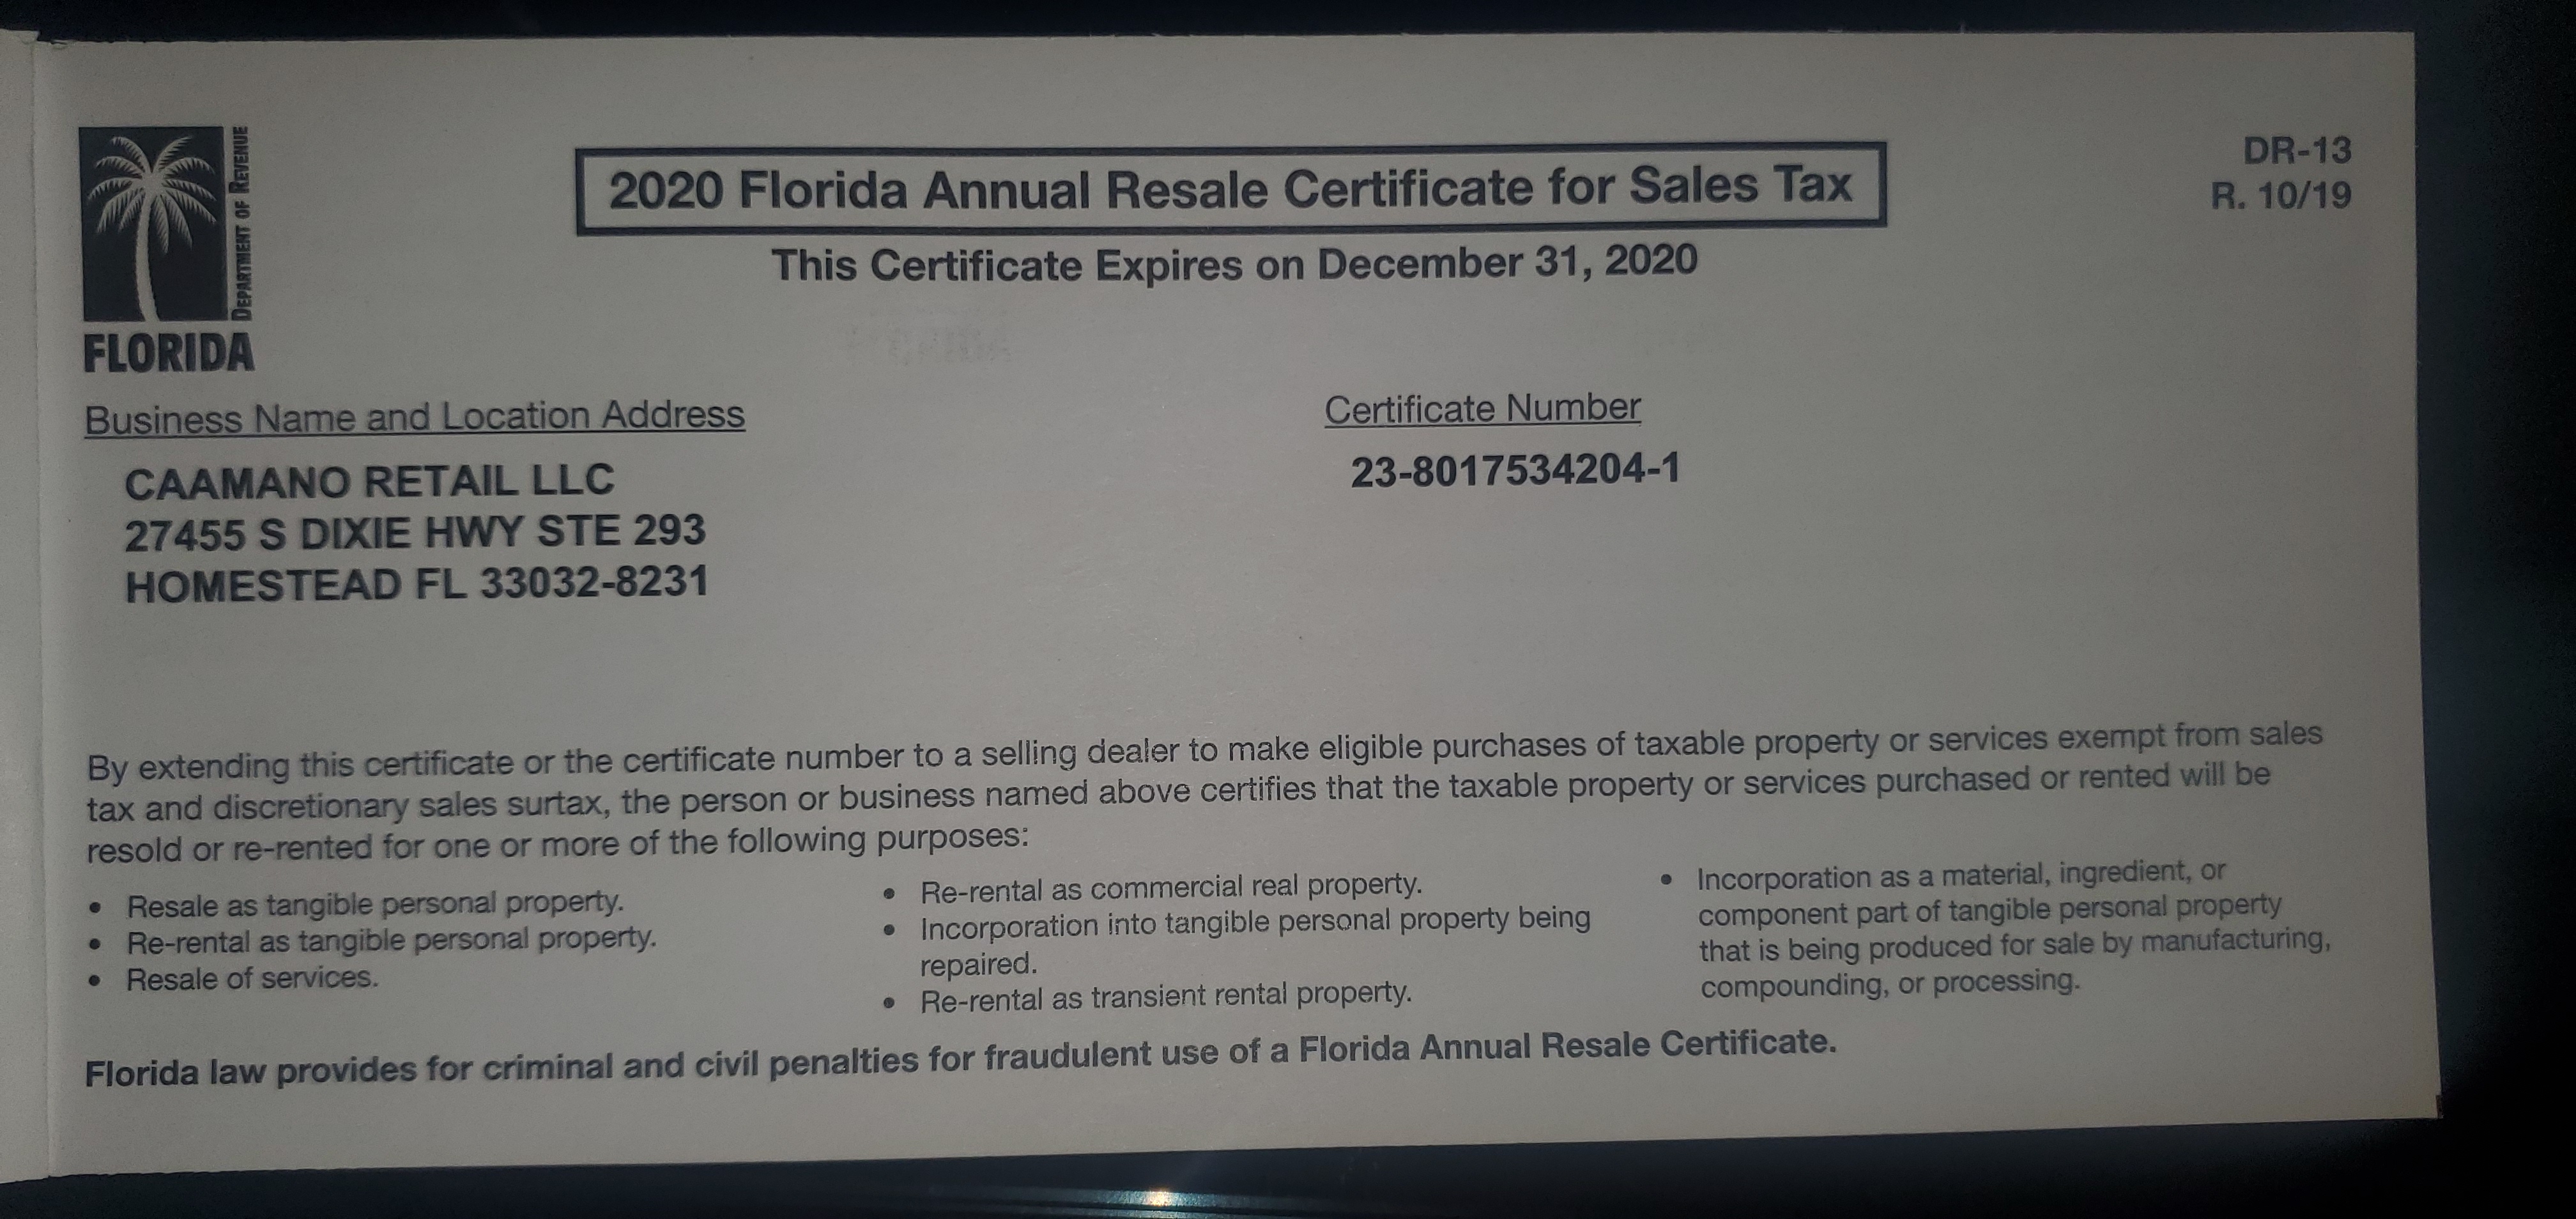 DEPARTMENT OF REVENUE
FLORIDA
2020 Florida Annual Resale Certificate for Sales Tax
This Certificate Expires on December 31, 2020
DR-13
R. 10/19
Business Name and Location Address
CAAMANO RETAIL LLC
27455 S DIXIE HWY STE 293
HOMESTEAD FL 33032-8231
Certificate Number
23-8017534204-1
By extending this certificate or the certificate number to a selling dealer to make eligible purchases of taxable property or services exempt from sales
tax and discretionary sales surtax, the person or business named above certifies that the taxable property or services purchased or rented will be
resold or re-rented for one or more of the following purposes:
• Resale as tangible personal property.
• Re-rental as tangible personal property.
• Resale of services.
• Re-rental as commercial real property.
• Incorporation into tangible personal property being
repaired.
• Re-rental as transient rental property.
• Incorporation as a material, ingredient, or
component part of tangible personal property
that is being produced for sale by manufacturing,
compounding, or processing.
Florida law provides for criminal and civil penalties for fraudulent use of a Florida Annual Resale Certificate.